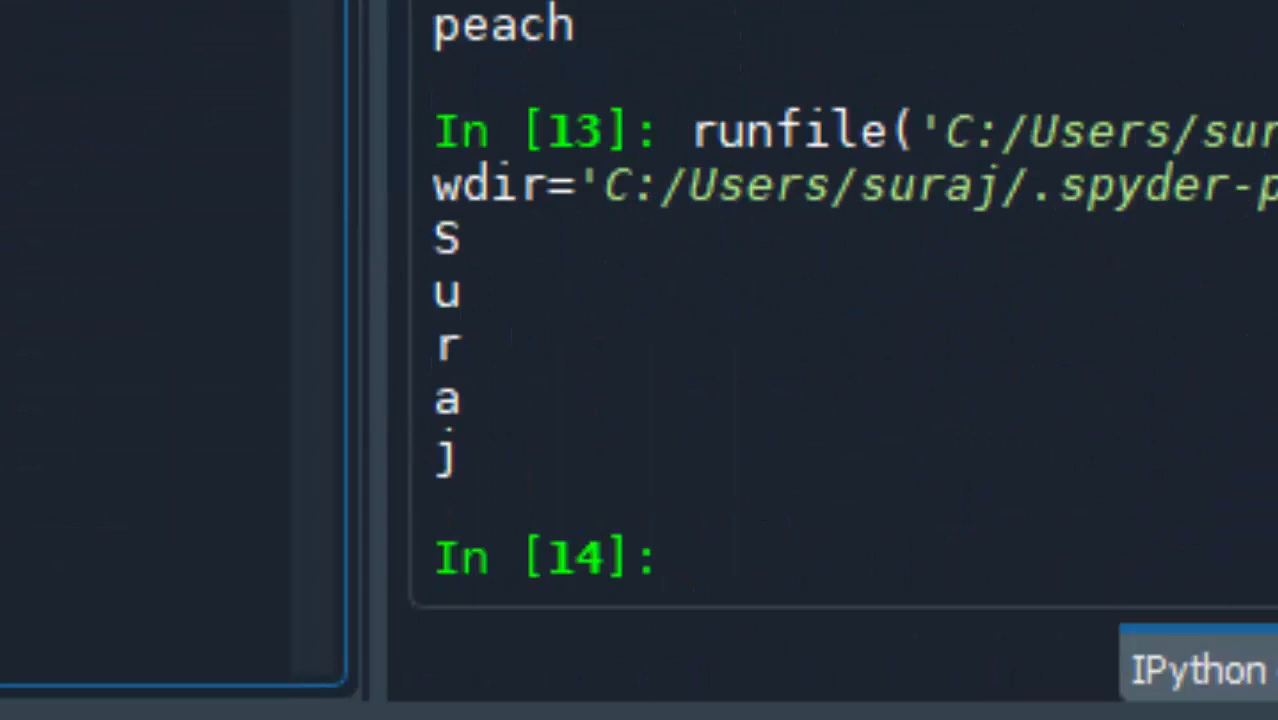 peach
In [13]: runfile('C:/Users/sur
wdir='C:/Users/suraj/.spyder-p
S
u
r
a
j
In [14]:
IPython